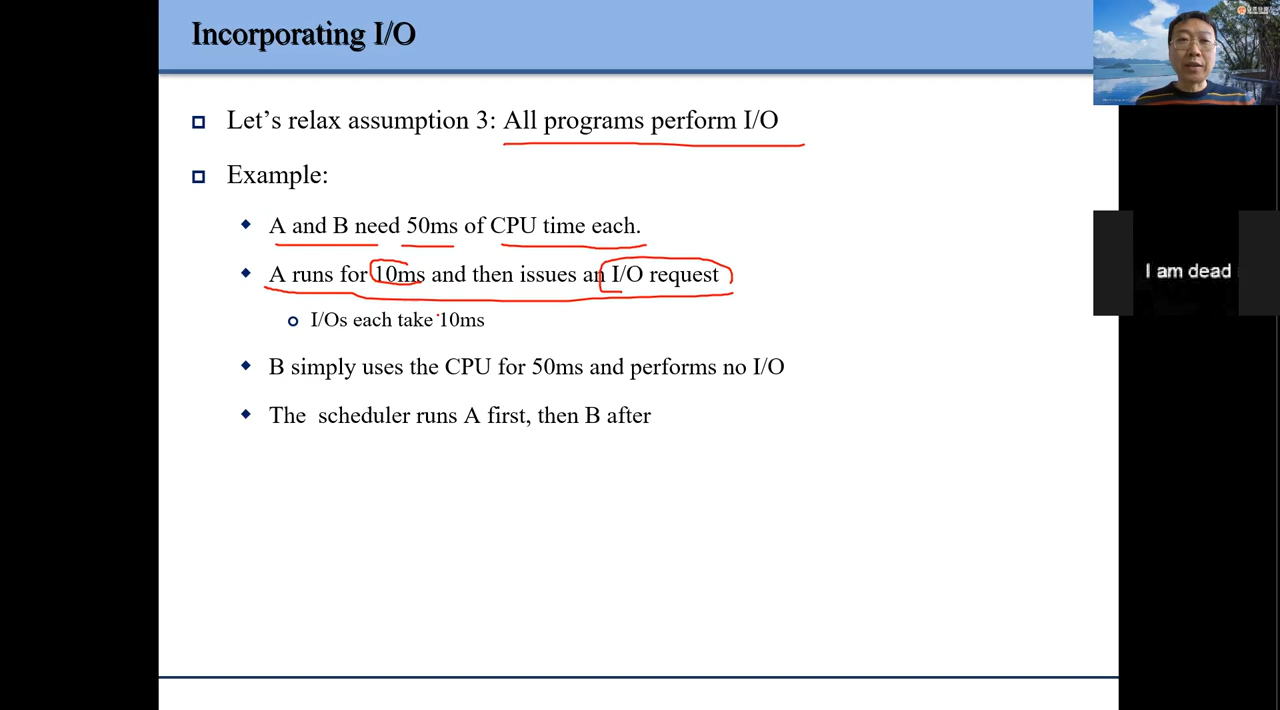 Incorporating I/O
Let's relax assumption 3: All programs perform I/O
Example:
A and B need 50ms of CPU time each.
A runs for 10ms and then issues an I/O request
I/Os each take 10ms
B simply uses the CPU for 50ms and performs no I/O
The scheduler runs A first, then B after
I am dead